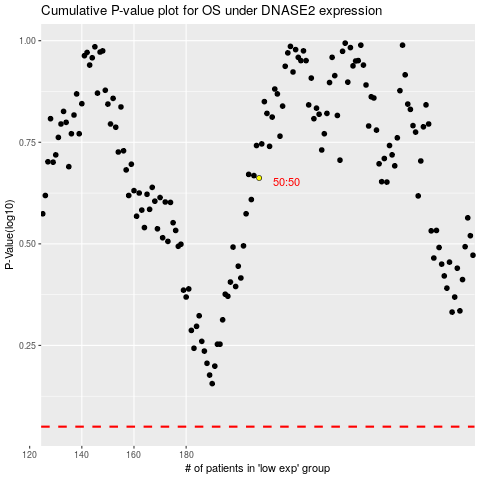 Cumulative P-value plot for OS under DNASE2 expression
P-Value(log10)
1.00
0.75
0.50
0.25
50:50
120 140 160 180
# of patients in 'low exp' group